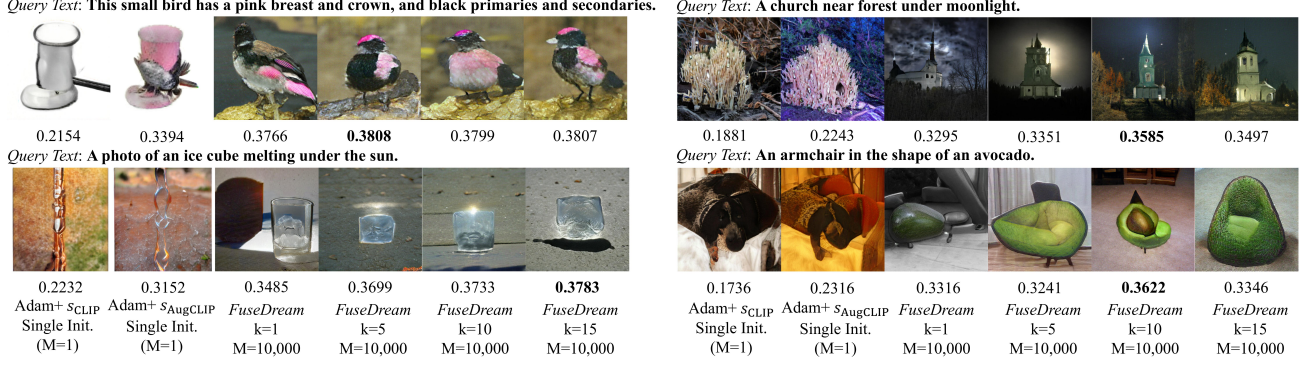 Query Text: This small bird has a pink breast and crown, and black primaries and secondaries.
0.2154 0.3394 0.3766 0.3808 0.3799 0.3807
Query Text: A photo of an ice cube melting under the sun.
0.2232 0.3152 0.3485 0.3699 0.3733 0.3783
Adam+ sCLIP Adam+ sAugCLIP FuseDream FuseDream FuseDream FuseDream
Single Init. Single Init. k=1 k=5 k=10 k=15
(M=1) (M=1) M=10,000 M=10,000 M=10,000 M=10,000
Query Text: A church near forest under moonlight.
0.1881 0.2243 0.3295 0.3351 0.3585 0.3497
Query Text: An armchair in the shape of an avocado.
0.1736 0.2316 0.3316 0.3241 0.3622 0.3346
Adam+ sCLIP Adam+ sAugCLIP FuseDream FuseDream FuseDream FuseDream
Single Init. Single Init. k=1 k=5 k=10 k=15
(M=1) (M=1) M=10,000 M=10,000 M=10,000 M=10,000